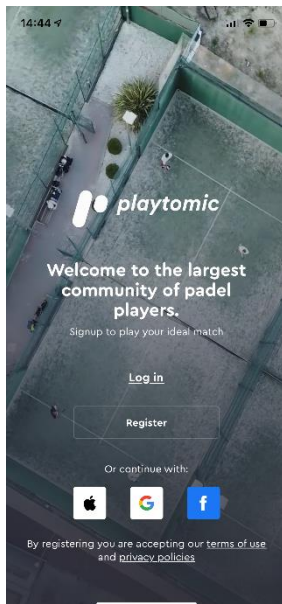 14:44
playtomic
Welcome to the largest
community of padel
players.
Signup to play your ideal match
Log in
Register
Or continue with:
By registering you are accepting our terms of use
and privacy policies